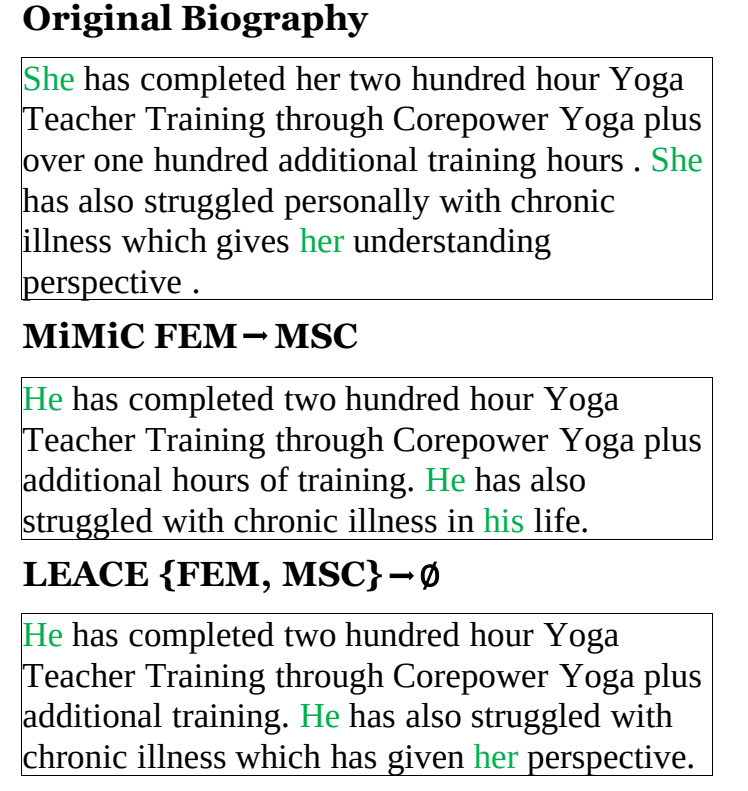 Original Biography
She has completed her two hundred hour Yoga
Teacher Training through Corepower Yoga plus
over one hundred additional training hours . She
has also struggled personally with chronic
illness which gives her understanding
perspective .
MiMiC FEM→MSC
He has completed two hundred hour Yoga
Teacher Training through Corepower Yoga plus
additional hours of training. He has also
struggled with chronic illness in his life.
LEACE {FEM, MSC}→∅
He has completed two hundred hour Yoga
Teacher Training through Corepower Yoga plus
additional training. He has also struggled with
chronic illness which has given her perspective.